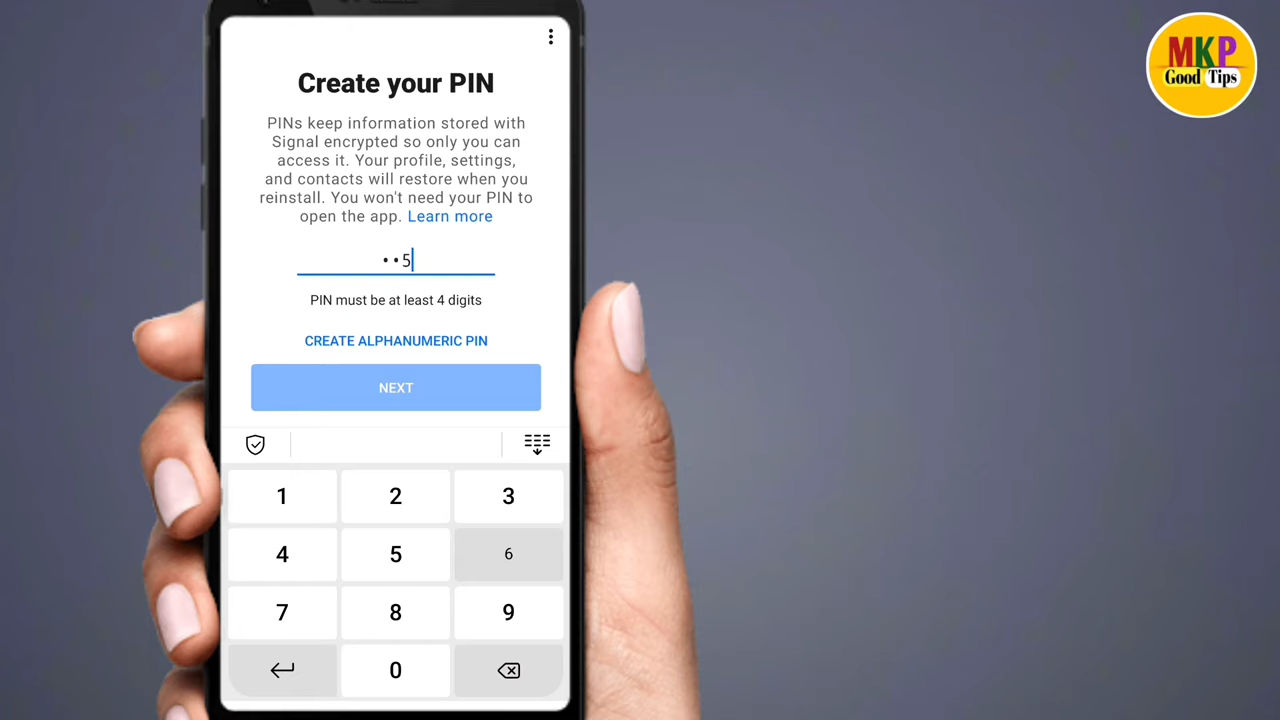 Create your PIN
PINs keep information stored with
Signal encrypted so only you can
access it. Your profile, settings,
and contacts will restore when you
reinstall. You won't need your PIN to
open the app. Learn more
••5
PIN must be at least 4 digits
CREATE ALPHANUMERIC PIN
NEXT
1 2 3
4 5 6
7 8 9
0
MKP
Good Tips